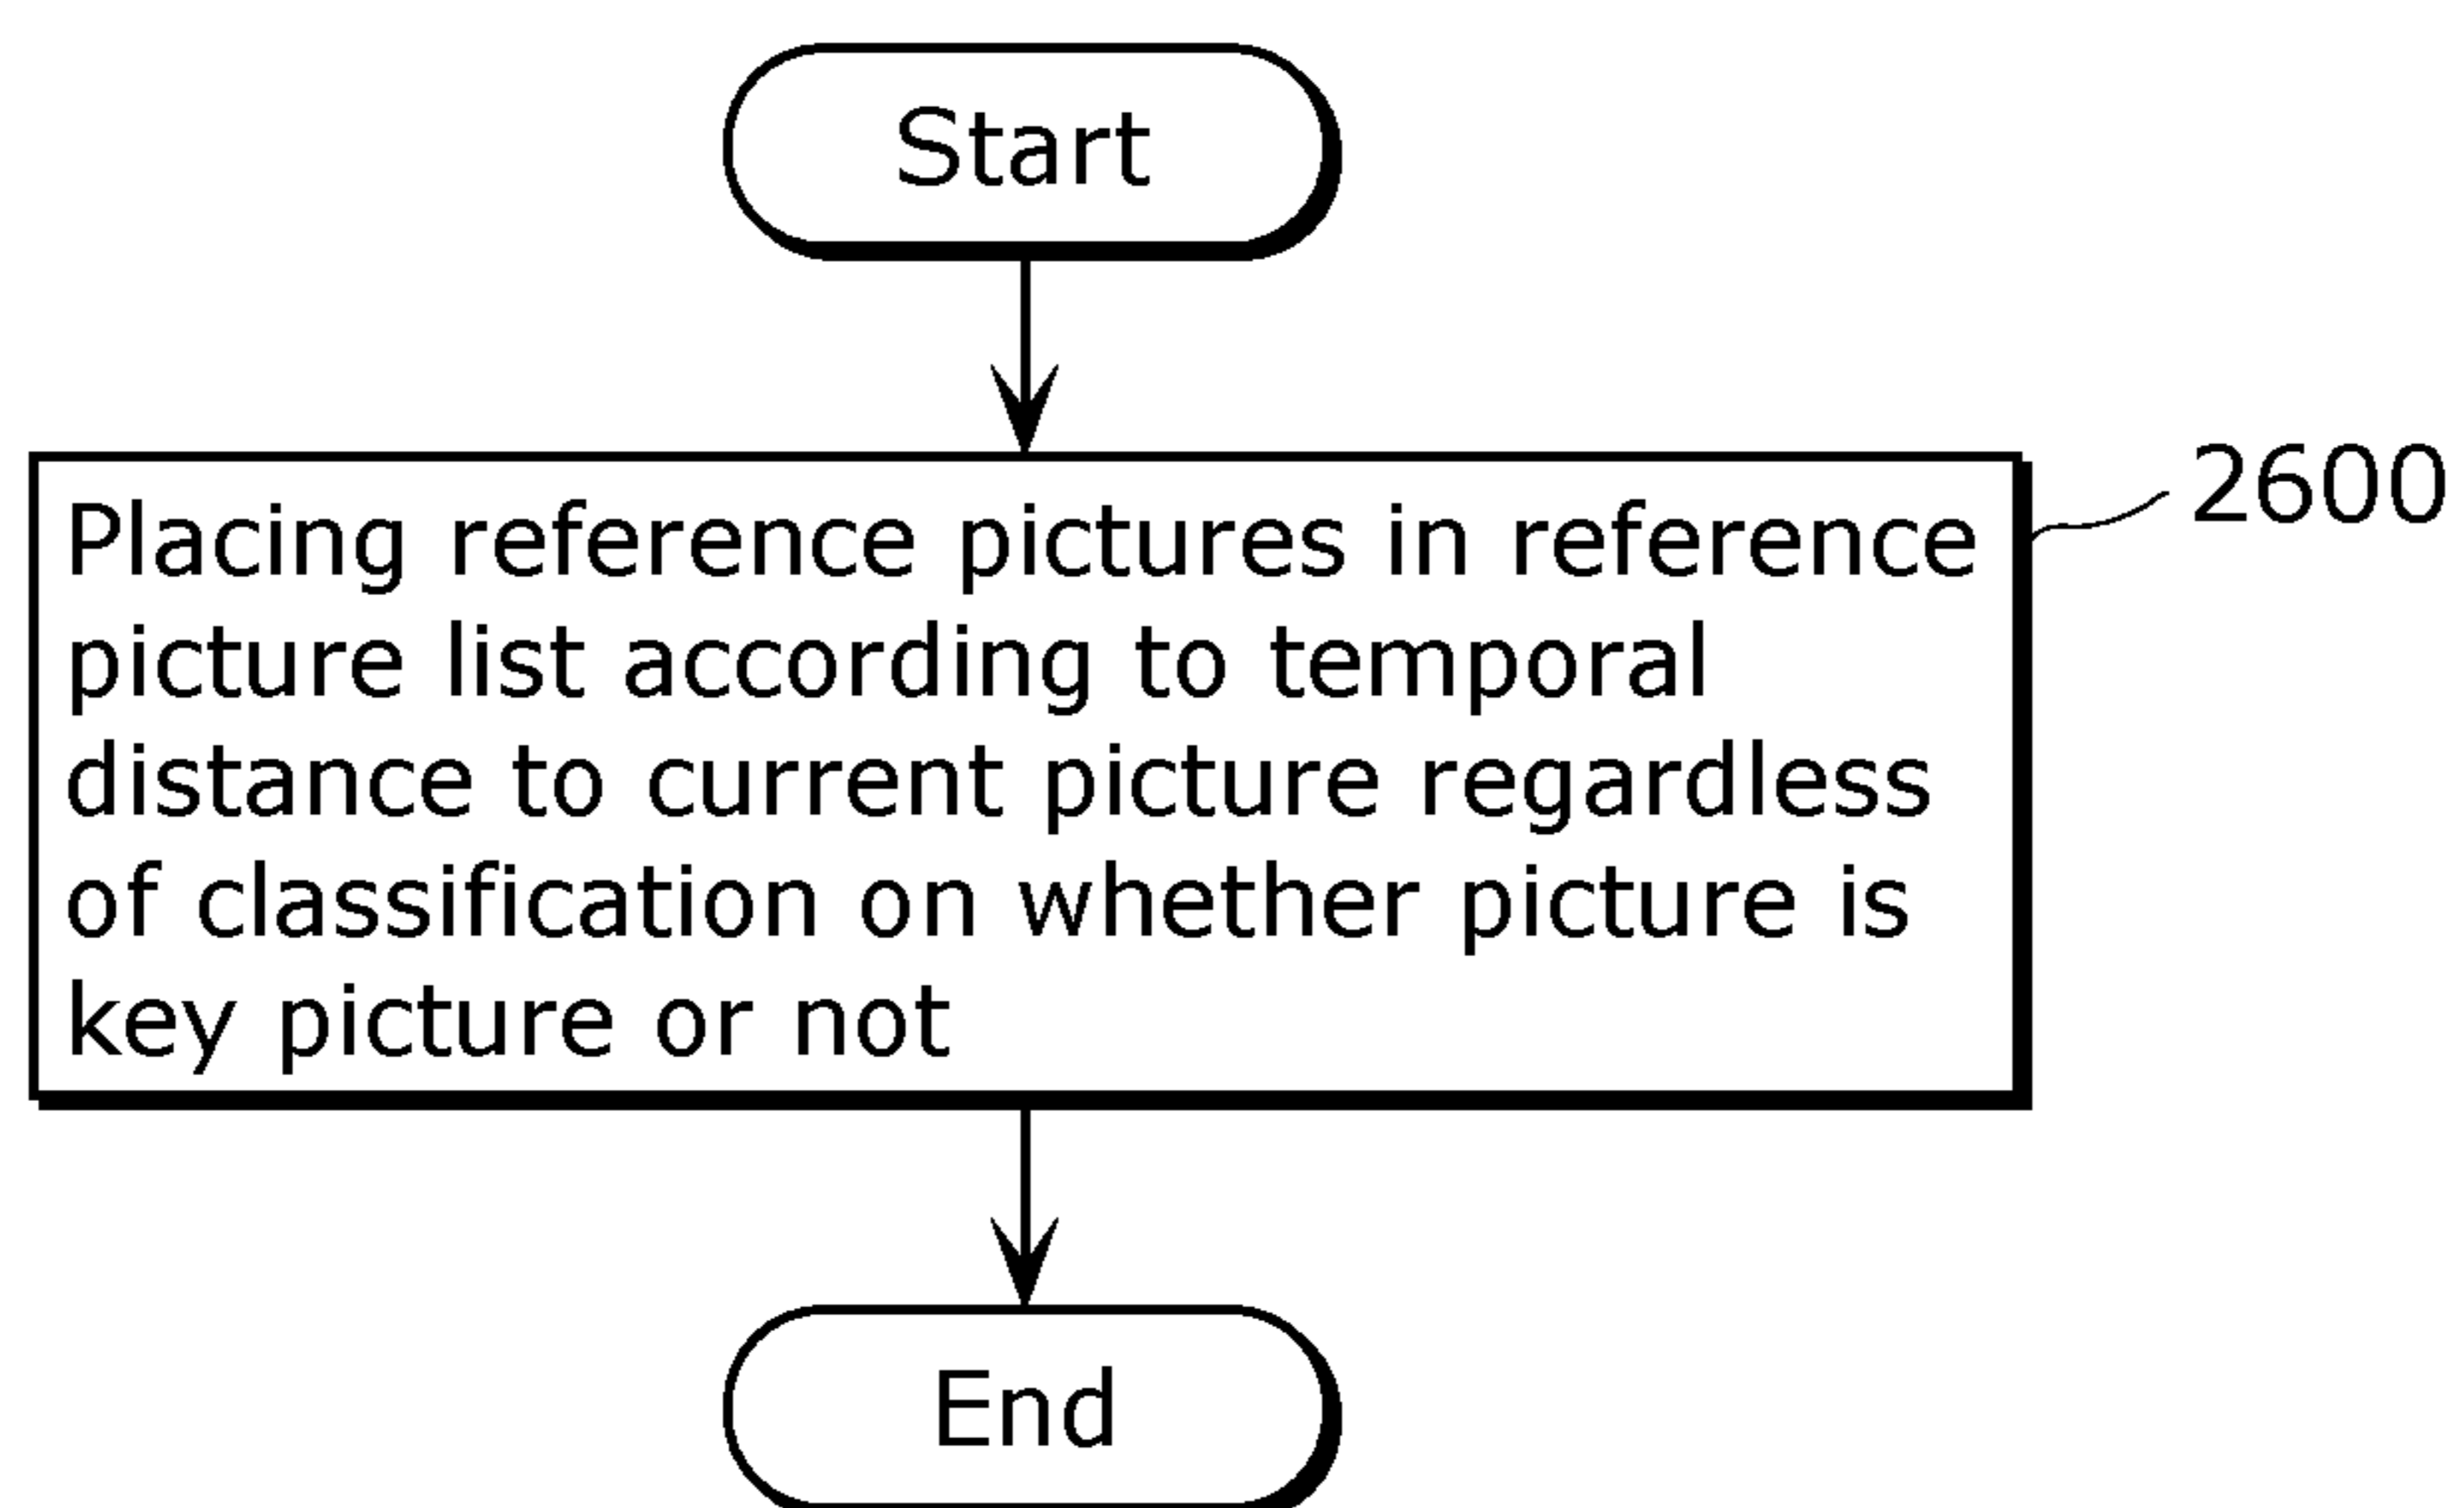 Start
2600
Placing reference pictures in reference
picture list according to temporal
distance to current picture regardless
of classification on whether picture is
key picture or not
End